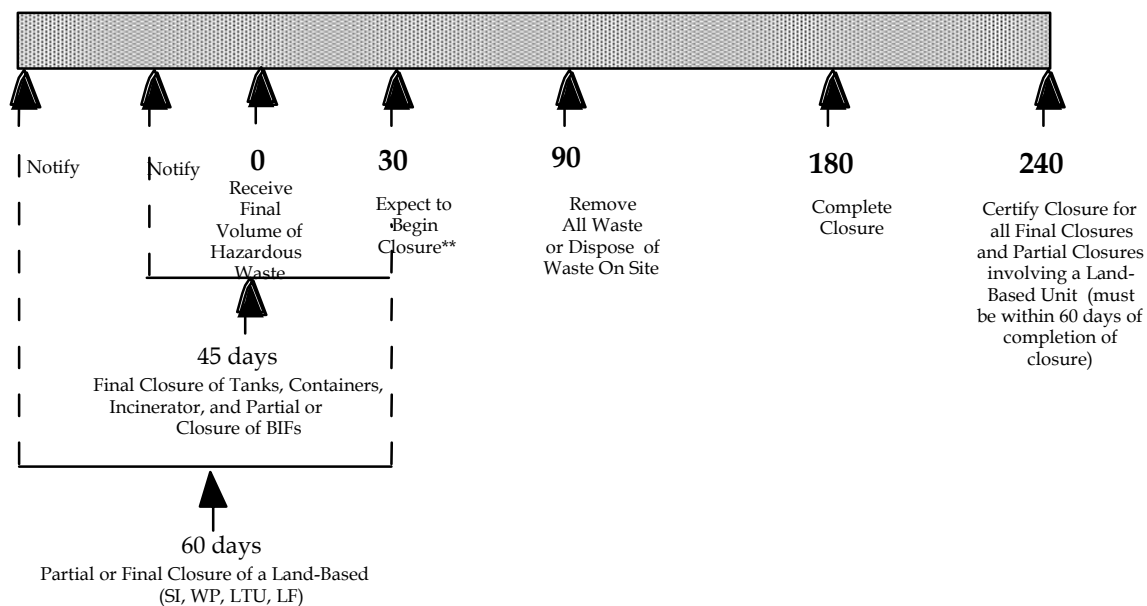 Notify
Notify
0
Receive
Final
Volume of
Hazardous
Waste
30
Expect to
Begin
Closure**
90
Remove
All Waste
or Dispose of
Waste On Site
180
Complete
Closure
240
Certify Closure for
all Final Closures
and Partial Closures
involving a Land-
Based Unit (must
be within 60 days of
completion of
closure)
45 days
Final Closure of Tanks, Containers,
Incinerator, and Partial or
Closure of BIFs
60 days
Partial or Final Closure of a Land-Based
(SI, WP, LTU, LF)